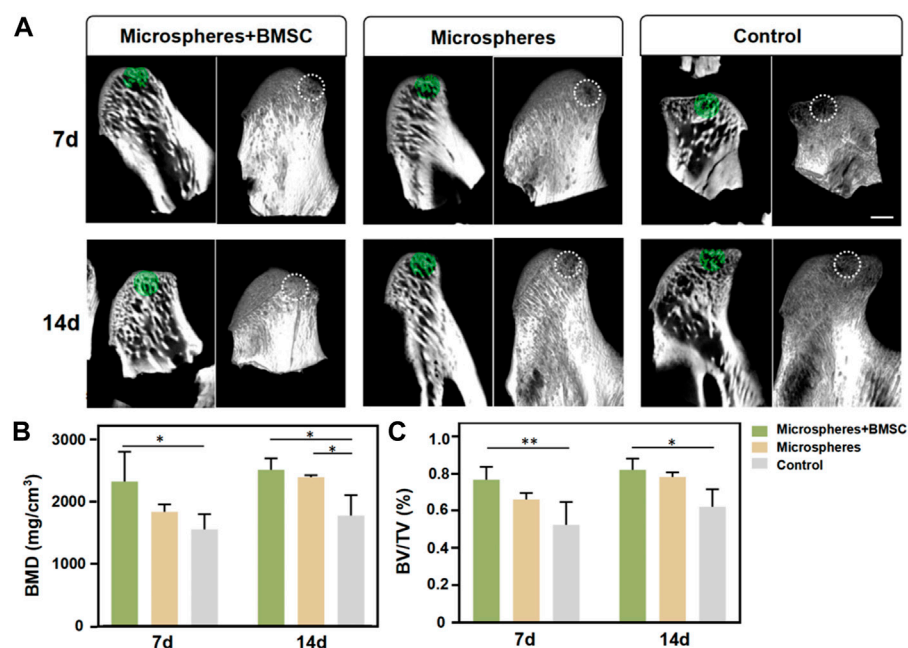 A
Microspheres+BMSC
Microspheres
Control
7d
14d
B
3000
2000
1000
0
BMD (mg/cm³)
*
*
*
7d
14d
C
1.0
0.8
0.6
0.4
0.2
0
BV/TV (%)
**
*
7d
14d
Microspheres+BMSC
Microspheres
Control